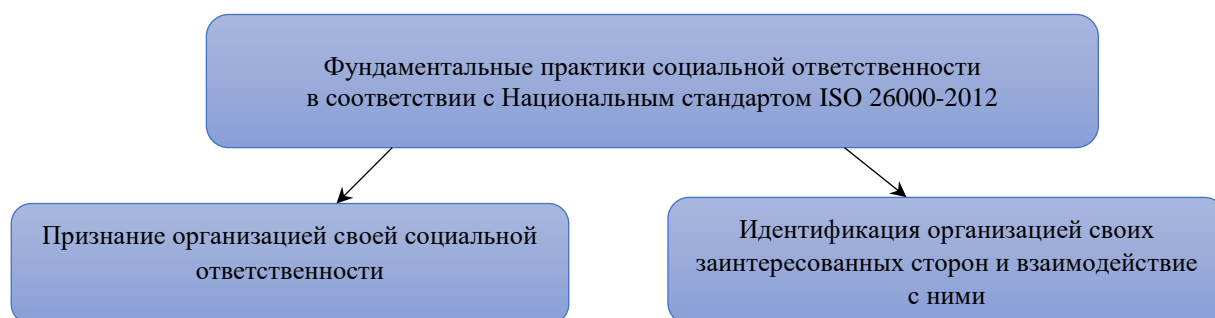 Фундаментальные практики социальной ответственности
в соответствии с Национальным стандартом ISO 26000-2012
Признание организацией своей социальной
ответственности
Идентификация организацией своих
заинтересованных сторон и взаимодействие
с ними